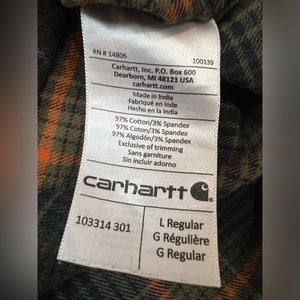 RN # 14806 100139
Carhartt, Inc. P.O. Box 600
Dearborn, MI 48121 USA
carhartt.com
Made in India
Fabriqué en Inde
Hecho en la India
97% Cotton/3% Spandex
97% Coton/3% Spandex
97% Algodón/3% Spandex
Exclusive of trimming
Sans garniture
Sin incluir adorno
carhartt
103314 301
L Regular
G Régulière
G Regular